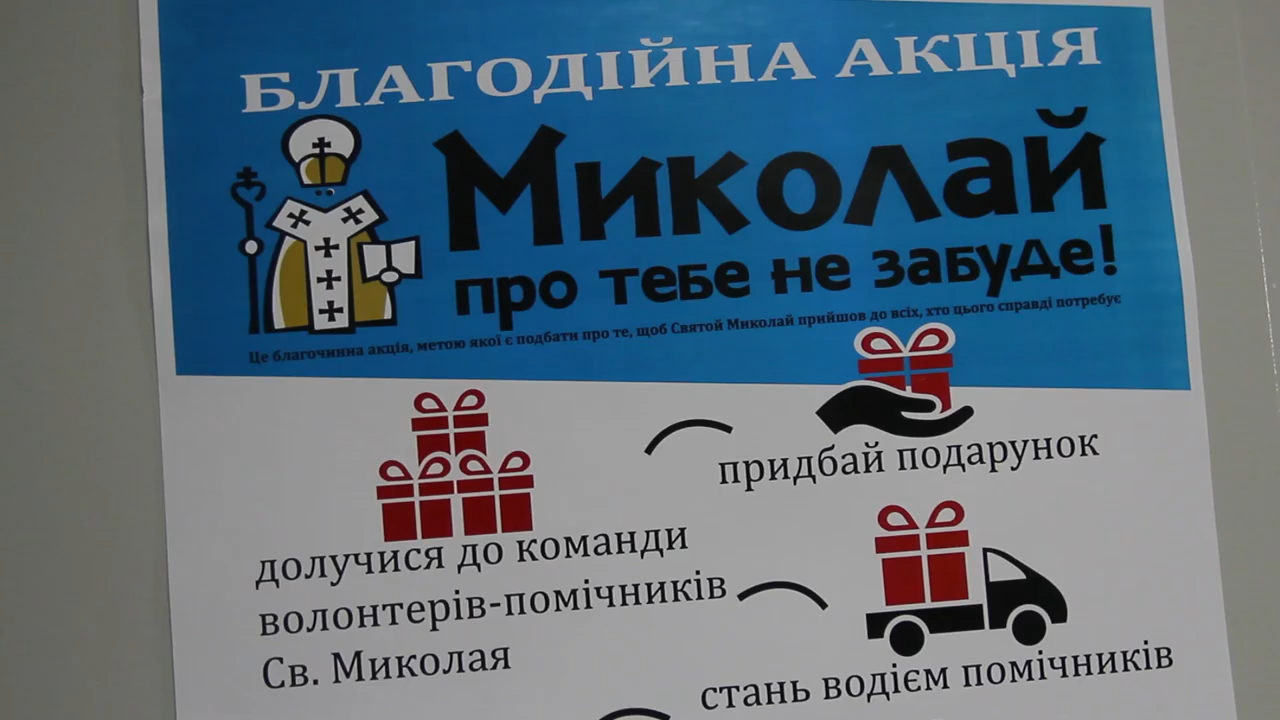 БЛАГОДІЙНА АКЦІЯ
Миколай
про тебе не забуде!
Це благочинна акція, метою якої є подбати про те, щоб Святой Миколай прийшов до всіх, хто цього справді потребує
придбай подарунок
долучися до команди
волонтерів-помічників
Св. Миколая
стань водієм помічників